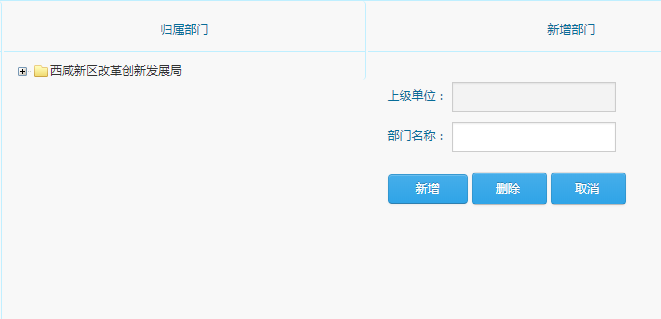 归属部门
新增部门
西咸新区改革创新发展局
上级单位：
部门名称：
新增 删除 取消